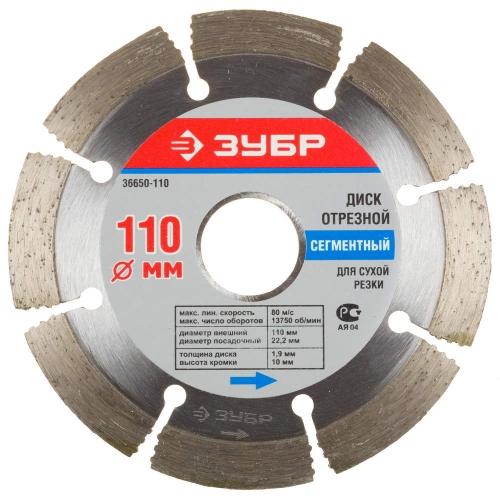 ЗУБР
36650-110
110
Ø мм
ДИСК
ОТРЕЗНОЙ
СЕГМЕНТНЫЙ
ДЛЯ СУХОЙ
РЕЗКИ
макс. лин. скорость 80 м/с
макс. число оборотов 13750 об/мин
диаметр внешний 110 мм
диаметр посадочный 22,2 мм
толщина диска 1,9 мм
высота кромки 10 мм
АЯ 04
ЗУБР